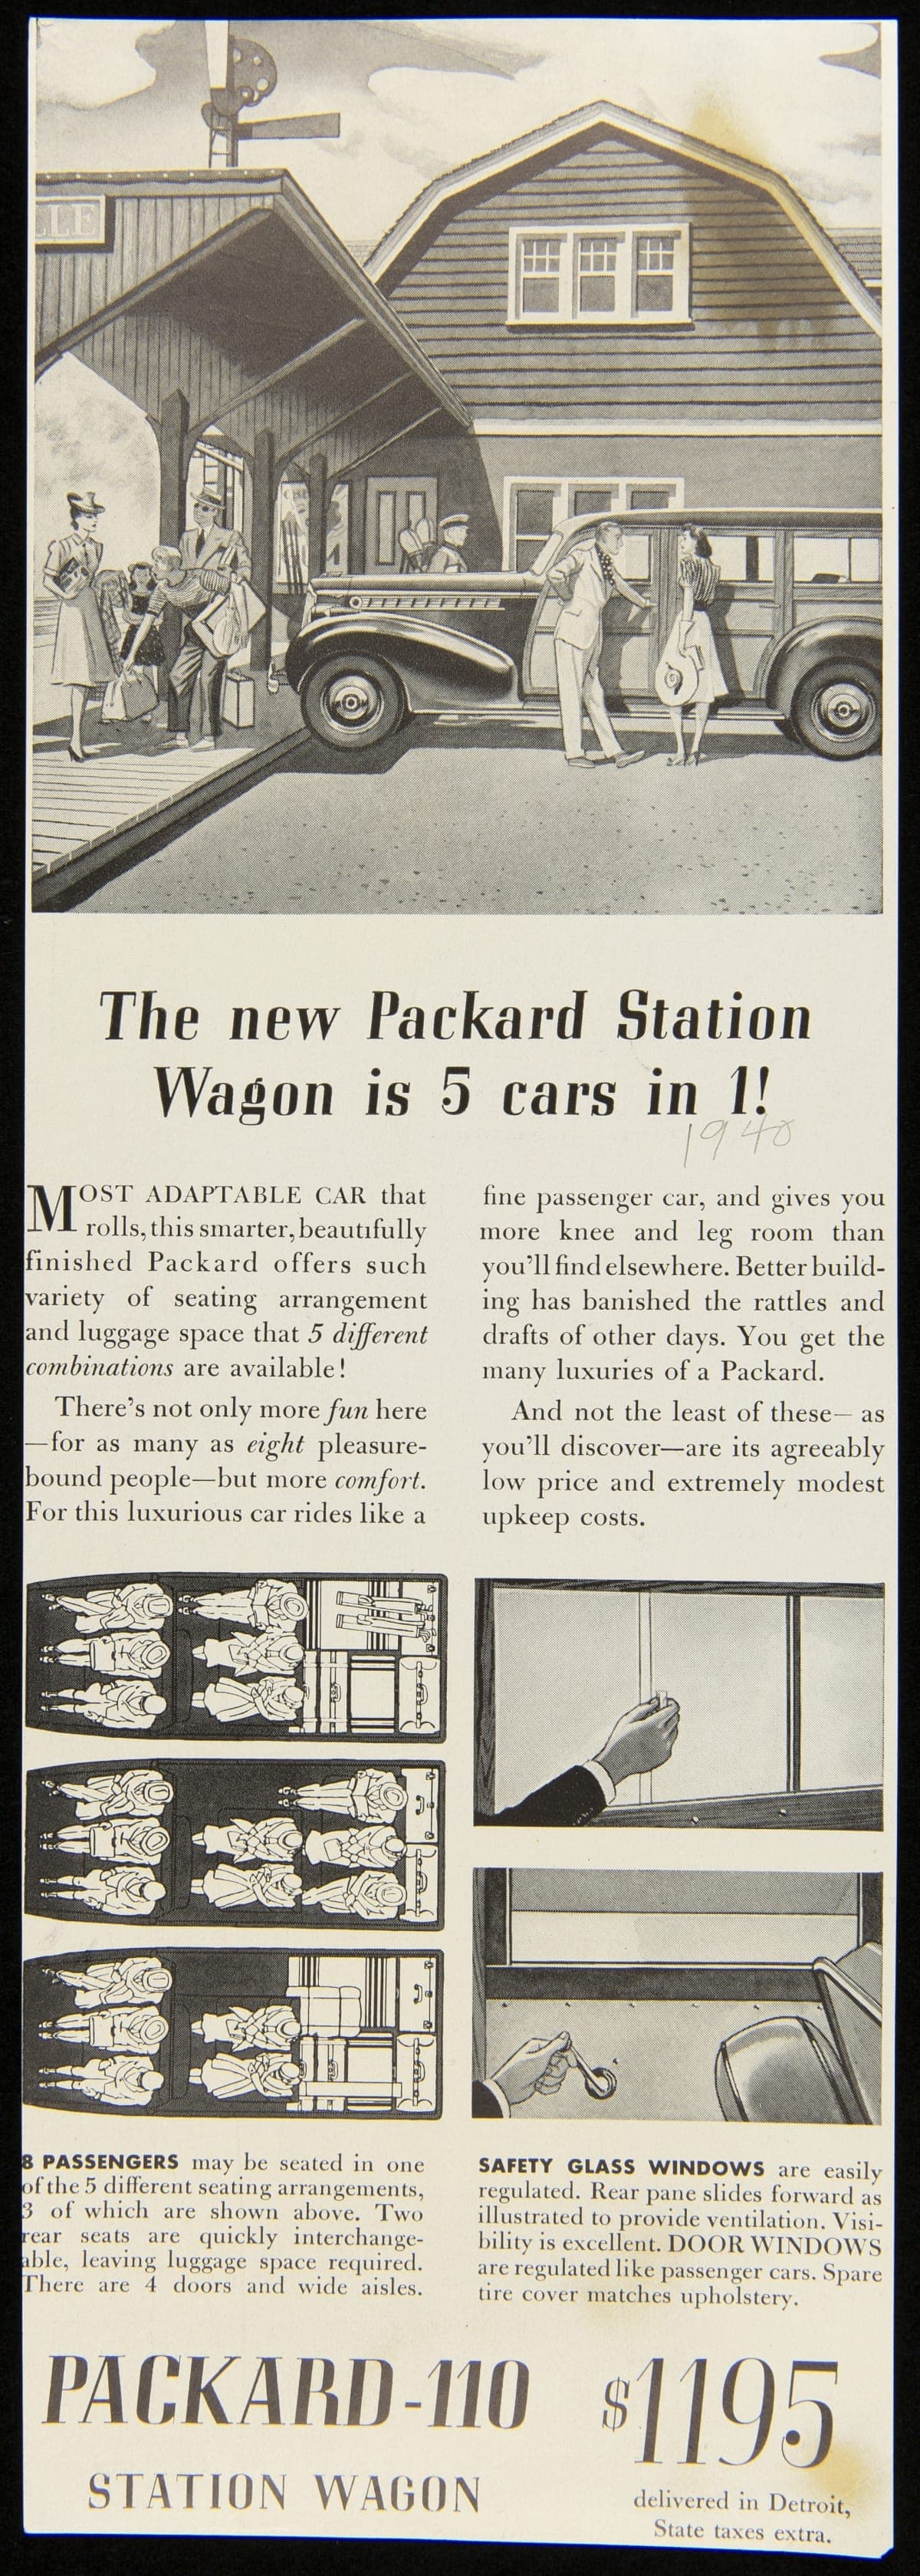 LLE
The new Packard Station
Wagon is 5 cars in 1!
1940
MOST ADAPTABLE CAR that
rolls, this smarter, beautifully
finished Packard offers such
variety of seating arrangement
and luggage space that 5 different
combinations are available!
There's not only more fun here
—for as many as eight pleasure-
bound people—but more comfort.
For this luxurious car rides like a
fine passenger car, and gives you
more knee and leg room than
you'll find elsewhere. Better build-
ing has banished the rattles and
drafts of other days. You get the
many luxuries of a Packard.
And not the least of these—as
you'll discover—are its agreeably
low price and extremely modest
upkeep costs.
8 PASSENGERS may be seated in one
of the 5 different seating arrangements,
3 of which are shown above. Two
rear seats are quickly interchange-
able, leaving luggage space required.
There are 4 doors and wide aisles.
SAFETY GLASS WINDOWS are easily
regulated. Rear pane slides forward as
illustrated to provide ventilation. Visi-
bility is excellent. DOOR WINDOWS
are regulated like passenger cars. Spare
tire cover matches upholstery.
PACKARD-110
STATION WAGON
$1195
delivered in Detroit,
State taxes extra.